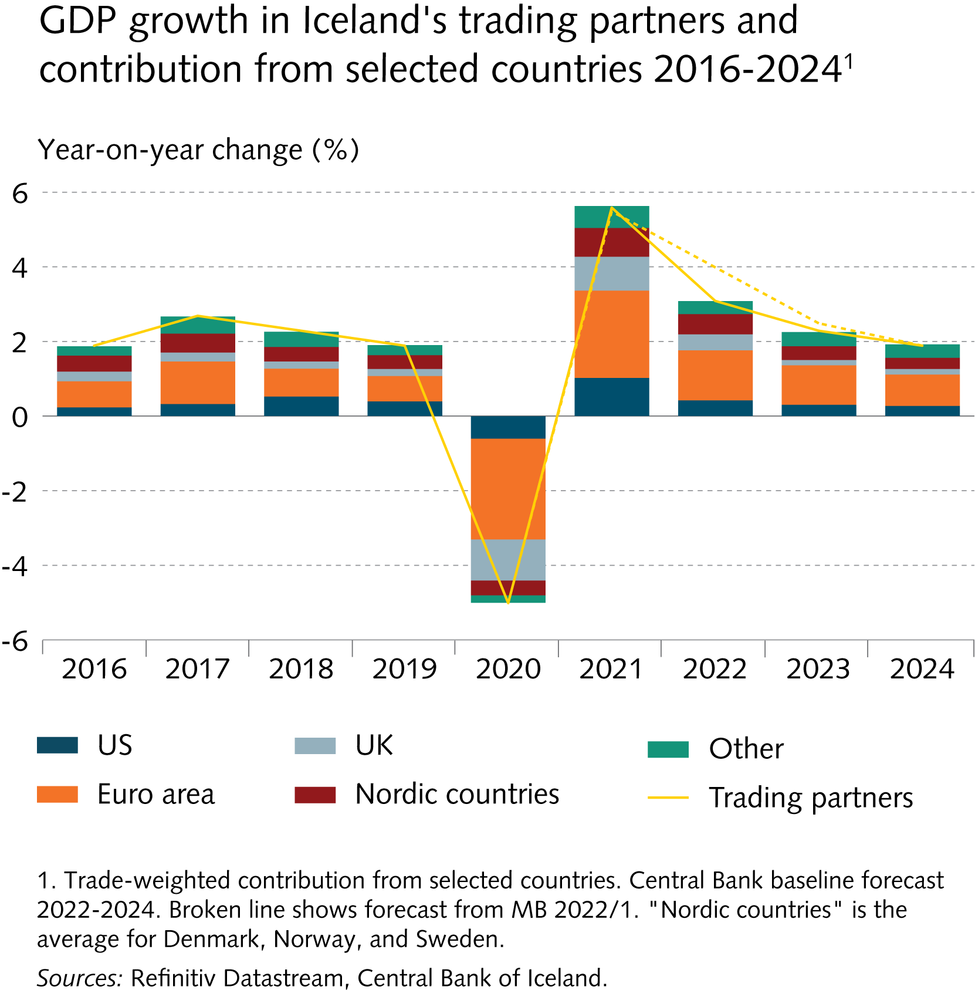 GDP growth in Iceland's trading partners and
contribution from selected countries 2016-2024¹
Year-on-year change (%)
6
4
2
0
-2
-4
-6
2016 2017 2018 2019 2020 2021 2022 2023 2024
US UK Other
Euro area Nordic countries Trading partners
1. Trade-weighted contribution from selected countries. Central Bank baseline forecast
2022-2024. Broken line shows forecast from MB 2022/1. "Nordic countries" is the
average for Denmark, Norway, and Sweden.
Sources: Refinitiv Datastream, Central Bank of Iceland.